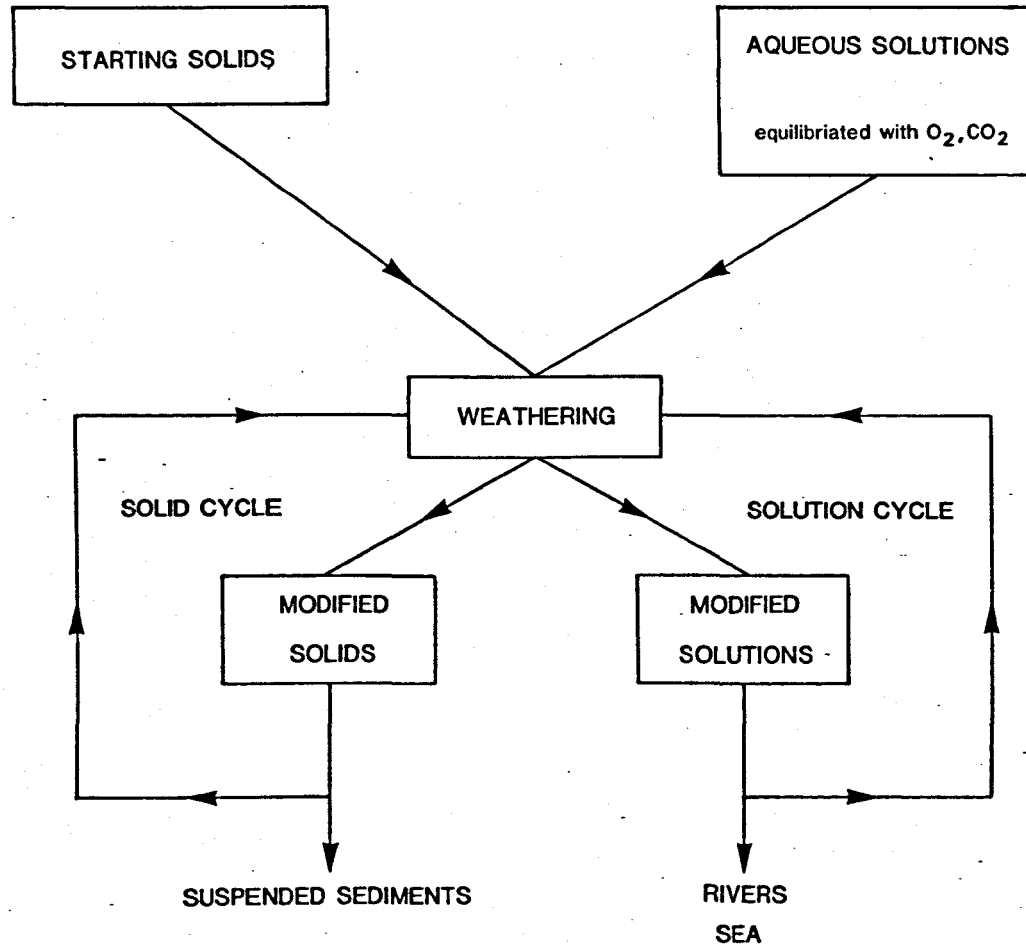 STARTING SOLIDS
AQUEOUS SOLUTIONS
equilibriated with O₂,CO₂
WEATHERING
SOLID CYCLE
SOLUTION CYCLE
MODIFIED
SOLIDS
MODIFIED
SOLUTIONS
SUSPENDED SEDIMENTS
RIVERS
SEA